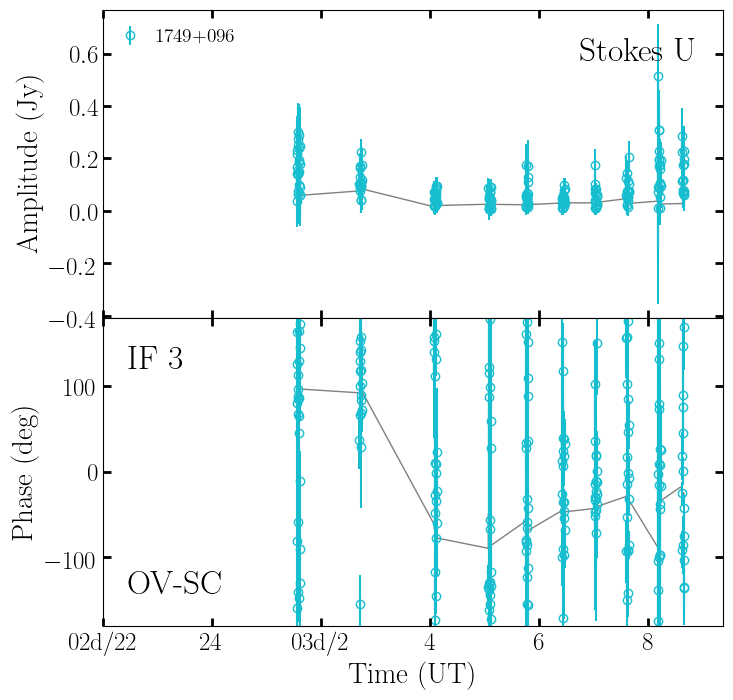 1749+096
Stokes U
Amplitude (Jy)
0.6
0.4
0.2
0.0
−0.2
−0.4
IF 3
Phase (deg)
100
0
−100
OV-SC
02d/22 24 03d/2 4 6 8
Time (UT)